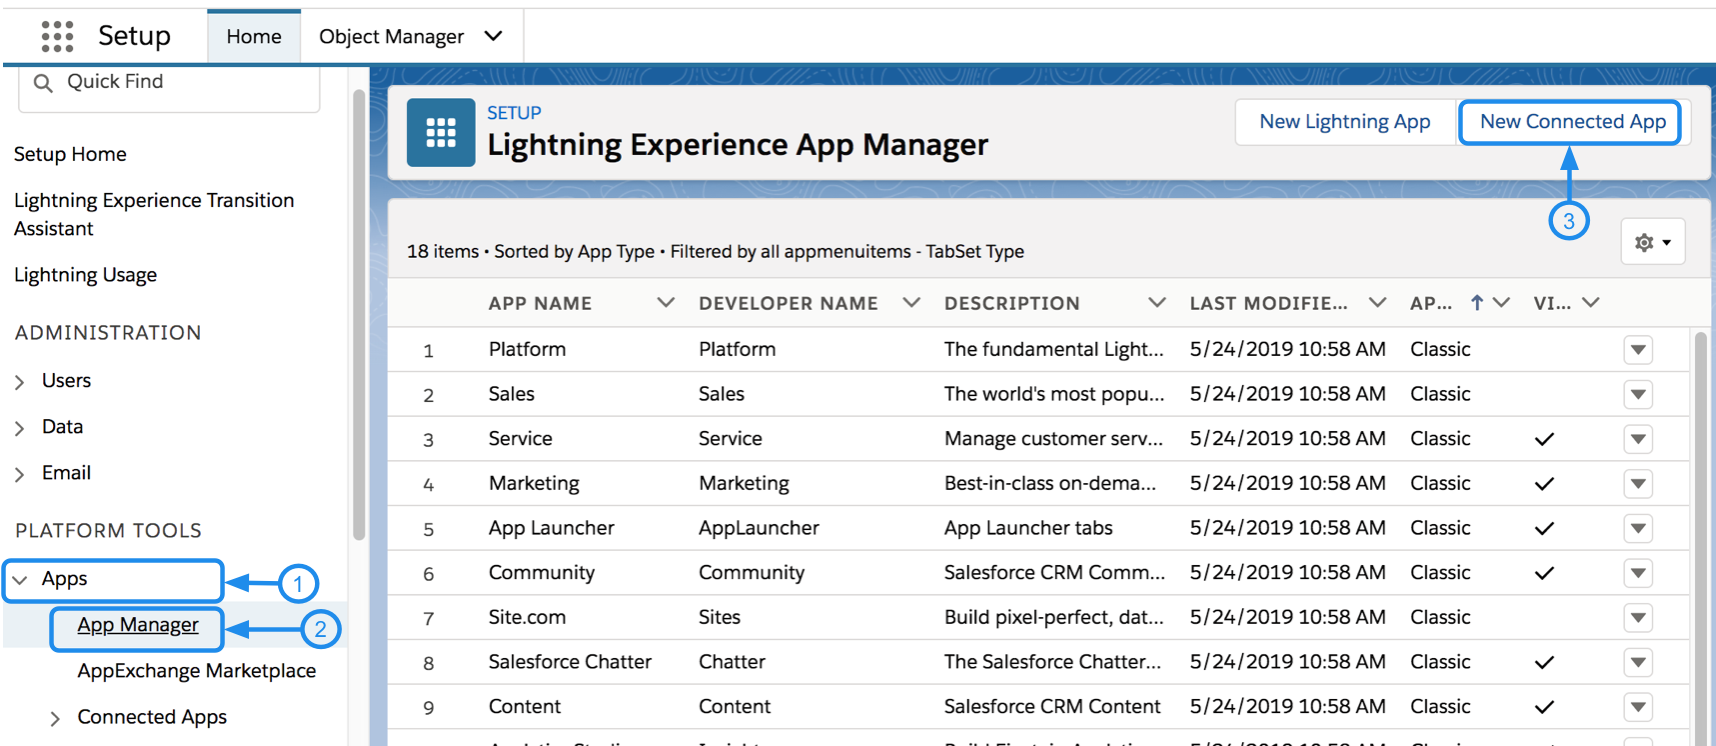 Setup
Home
Object Manager
Quick Find
Setup Home
Lightning Experience Transition
Assistant
Lightning Usage
ADMINISTRATION
Users
Data
Email
PLATFORM TOOLS
Apps
1
App Manager
2
AppExchange Marketplace
Connected Apps
SETUP
Lightning Experience App Manager
New Lightning App
New Connected App
3
18 items • Sorted by App Type • Filtered by all appmenuitems - TabSet Type
APP NAME DEVELOPER NAME DESCRIPTION LAST MODIFIE... AP... ↑ VI...
1 Platform Platform The fundamental Light... 5/24/2019 10:58 AM Classic
2 Sales Sales The world's most popu... 5/24/2019 10:58 AM Classic
3 Service Service Manage customer serv... 5/24/2019 10:58 AM Classic ✓
4 Marketing Marketing Best-in-class on-dema... 5/24/2019 10:58 AM Classic ✓
5 App Launcher AppLauncher App Launcher tabs 5/24/2019 10:58 AM Classic ✓
6 Community Community Salesforce CRM Comm... 5/24/2019 10:58 AM Classic ✓
7 Site.com Sites Build pixel-perfect, dat... 5/24/2019 10:58 AM Classic
8 Salesforce Chatter Chatter The Salesforce Chatter... 5/24/2019 10:58 AM Classic ✓
9 Content Content Salesforce CRM Content 5/24/2019 10:58 AM Classic ✓